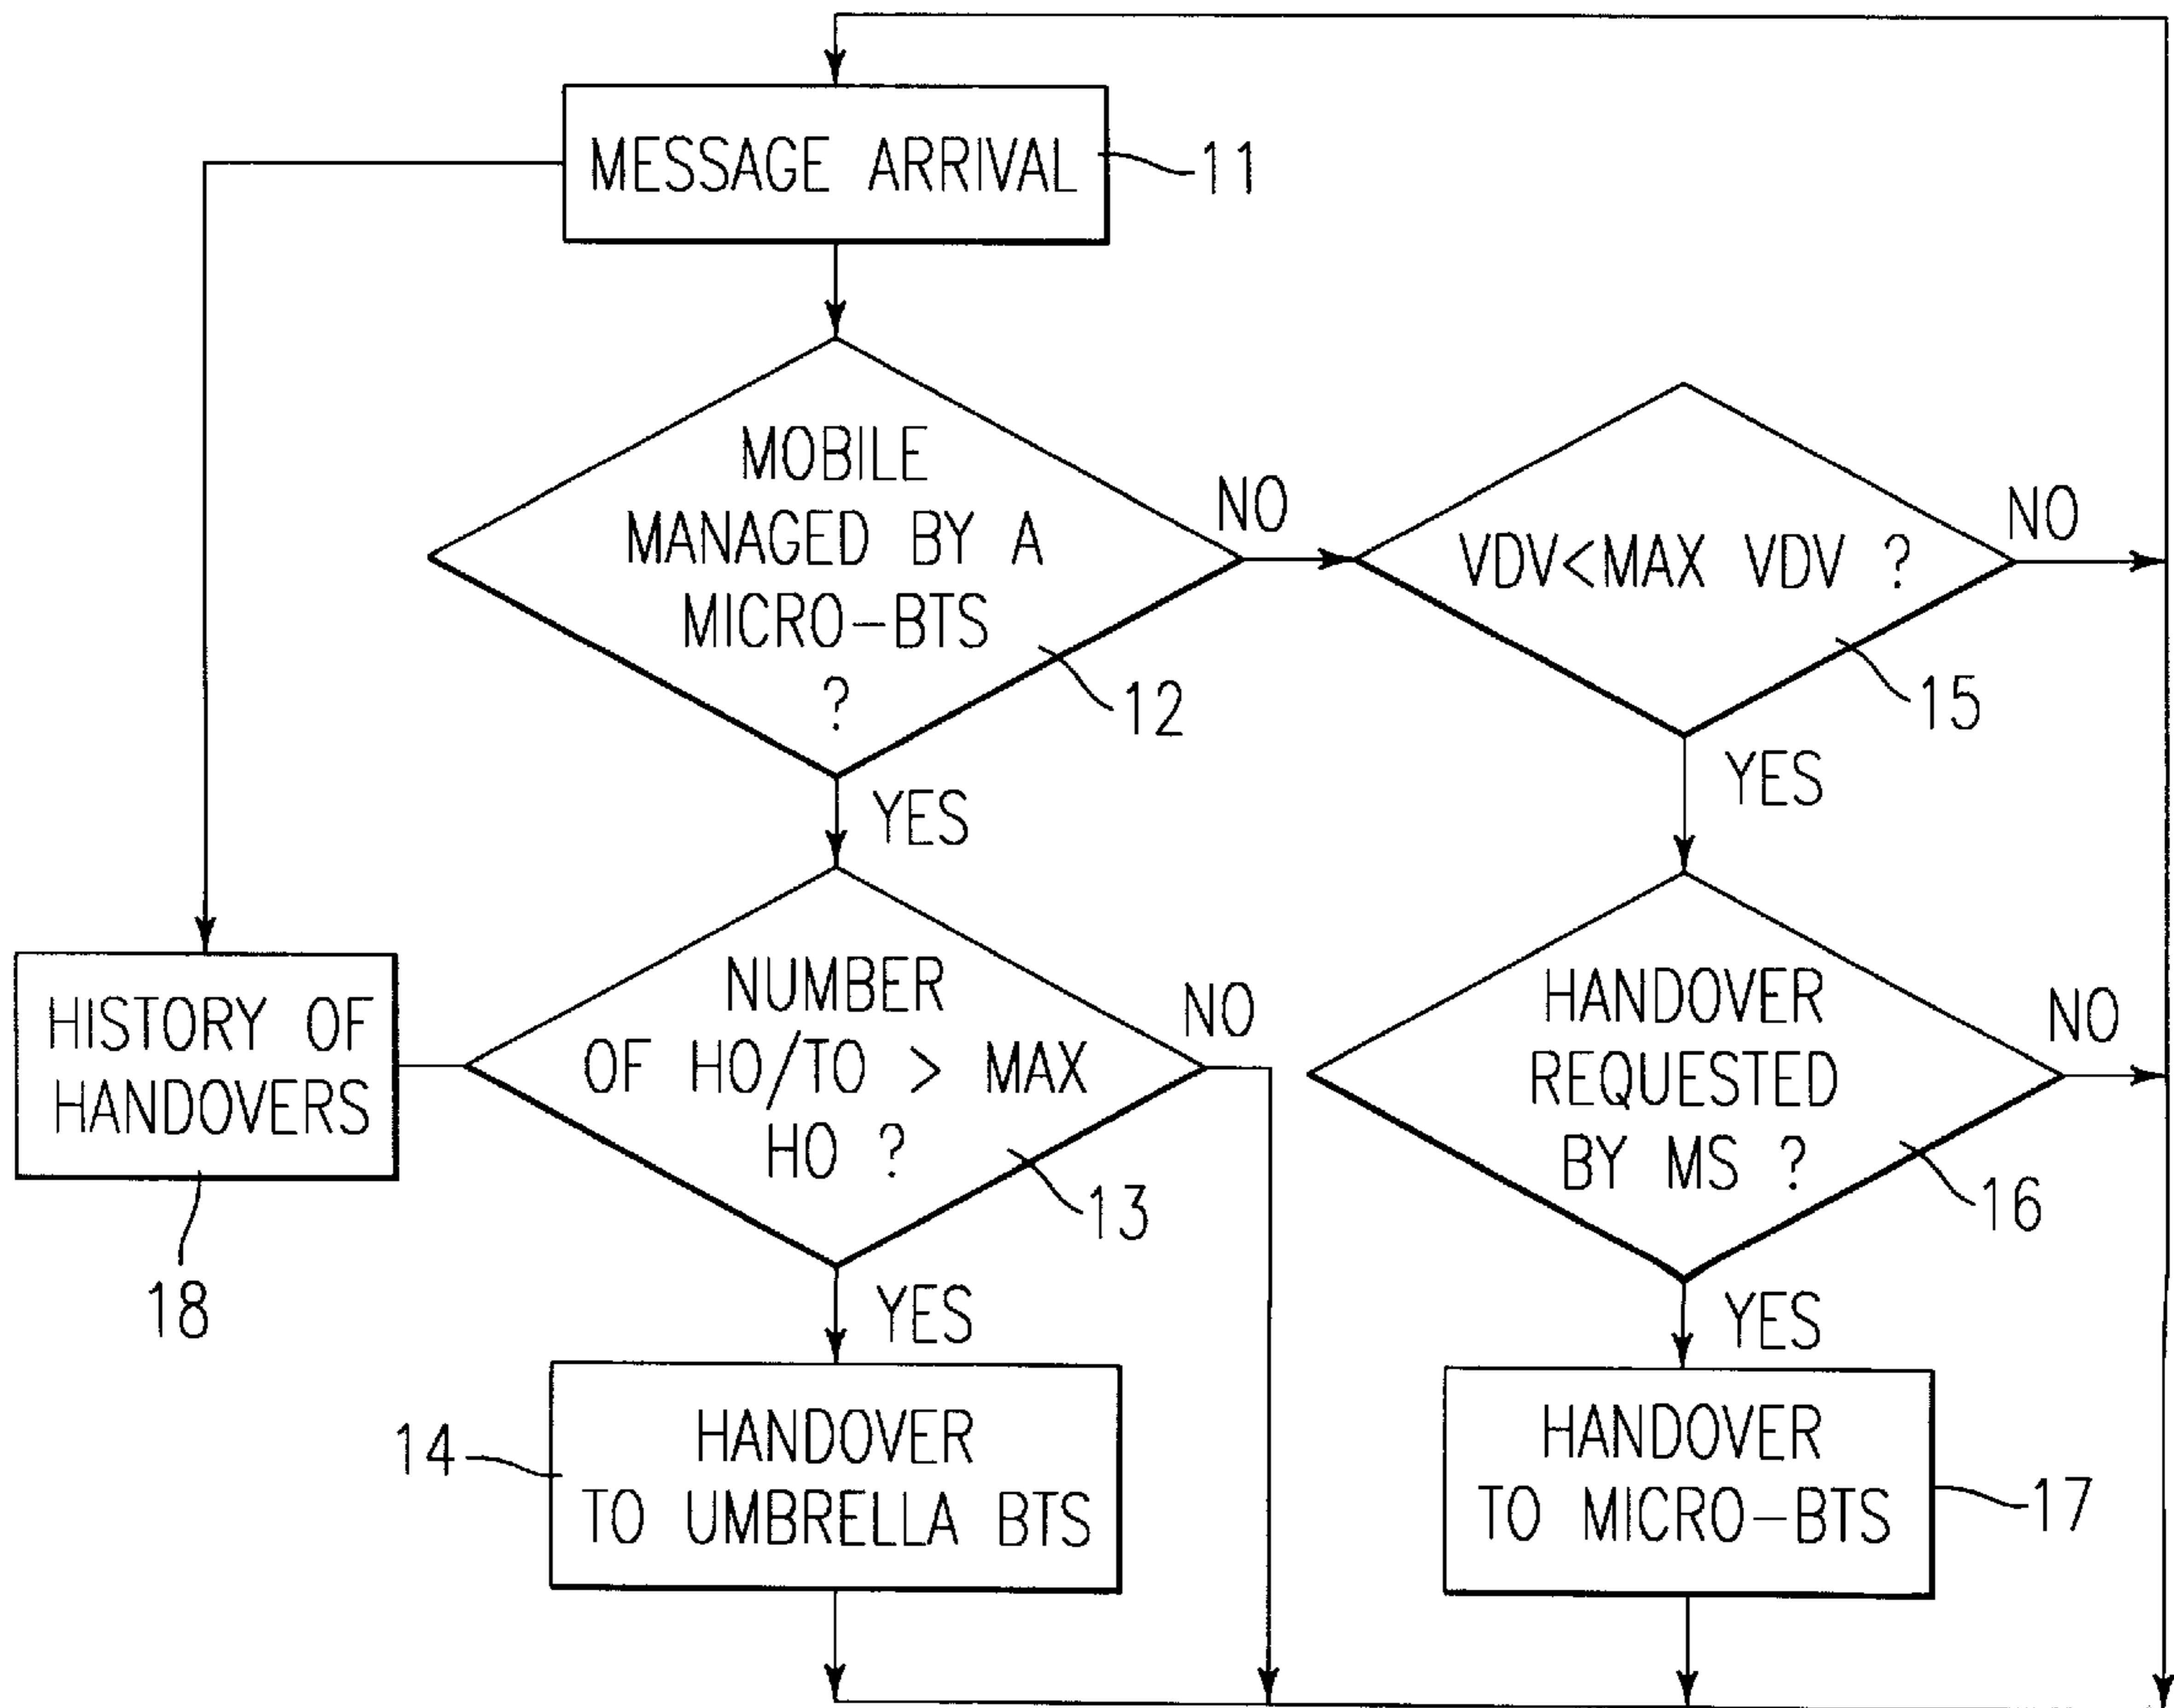 MESSAGE ARRIVAL
11
MOBILE
MANAGED BY A
MICRO-BTS
?
12
NO
YES
VDV<MAX VDV ?
15
NO
YES
HISTORY OF
HANDOVERS
18
NUMBER
OF HO/TO > MAX
HO ?
13
NO
YES
HANDOVER
REQUESTED
BY MS ?
16
NO
YES
14
HANDOVER
TO UMBRELLA BTS
HANDOVER
TO MICRO-BTS
17